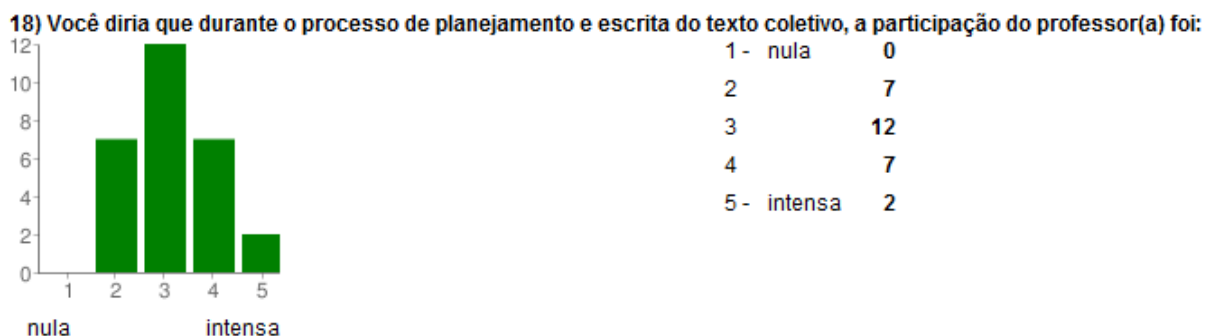 18) Você diria que durante o processo de planejamento e escrita do texto coletivo, a participação do professor(a) foi:
12
10
8
6
4
2
0
1 2 3 4 5
nula intensa
1 - nula 0
2 7
3 12
4 7
5 - intensa 2